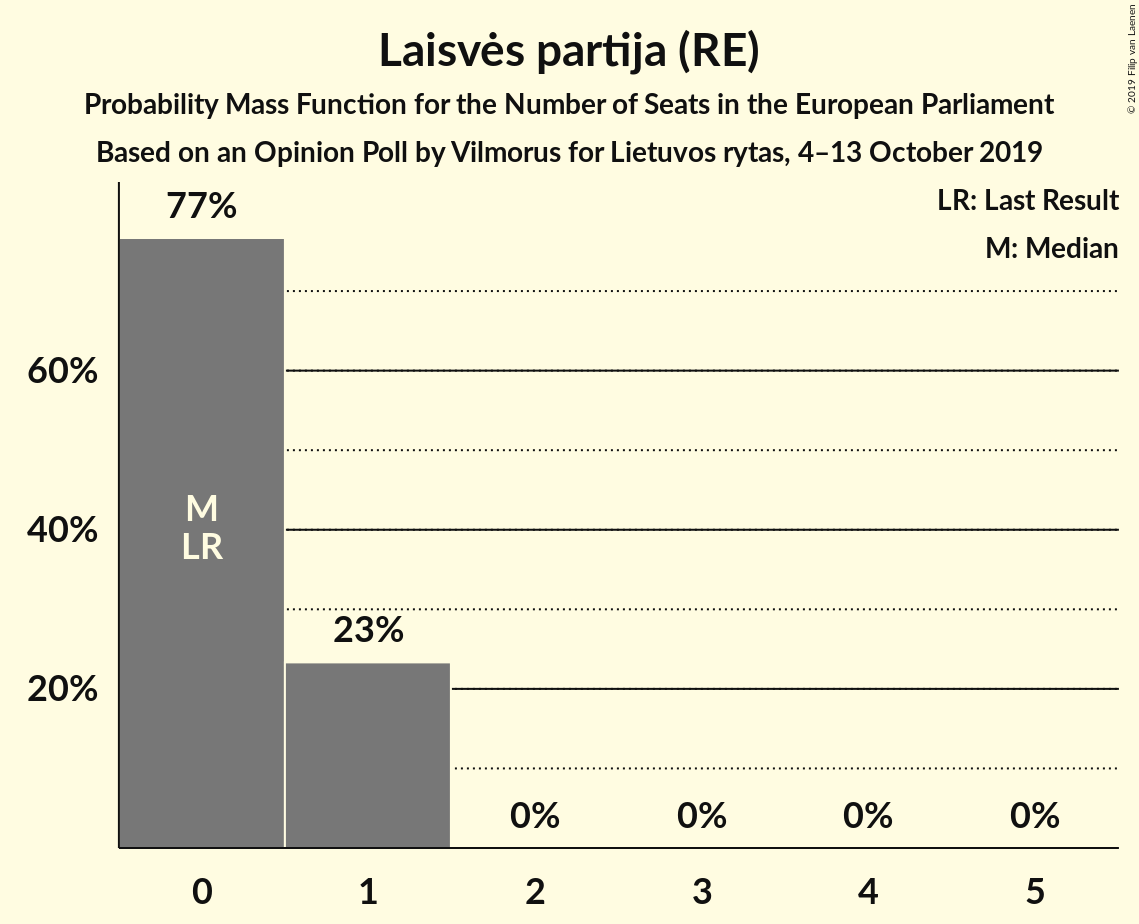 Laisvės partija (RE)
Probability Mass Function for the Number of Seats in the European Parliament
Based on an Opinion Poll by Vilmorus for Lietuvos rytas, 4–13 October 2019
© 2019 Filip van Laenen
LR: Last Result
M: Median
77%
60%
40%
20%
M
LR
23%
0%
0%
0%
0%
0
1
2
3
4
5